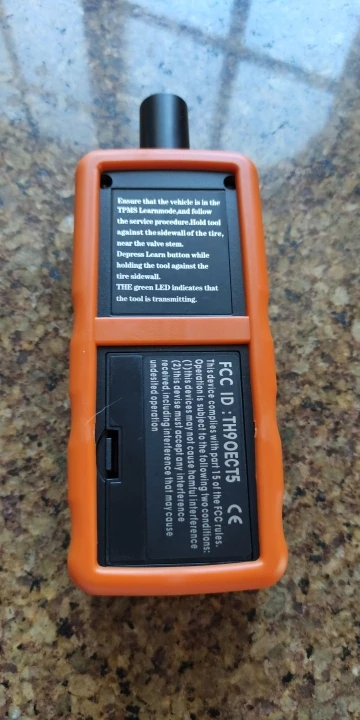 Ensure that the vehicle is in the
TPMS Learnmode,and follow
the service procedure.Hold tool
against the sidewall of the tire,
near the valve stem.
Depress Learn button while
holding the tool against the
tire sidewall.
THE green LED indicates that
the tool is transmitting.
FCC ID : TH9OECT5 CE
This device complies with part 15 of the FCC rules.
Operation is subject to the following two conditions:
(1)this devices may not cause harmful interference
(2)this devise must accept any interference
received,including interference that may cause
undesiled operation